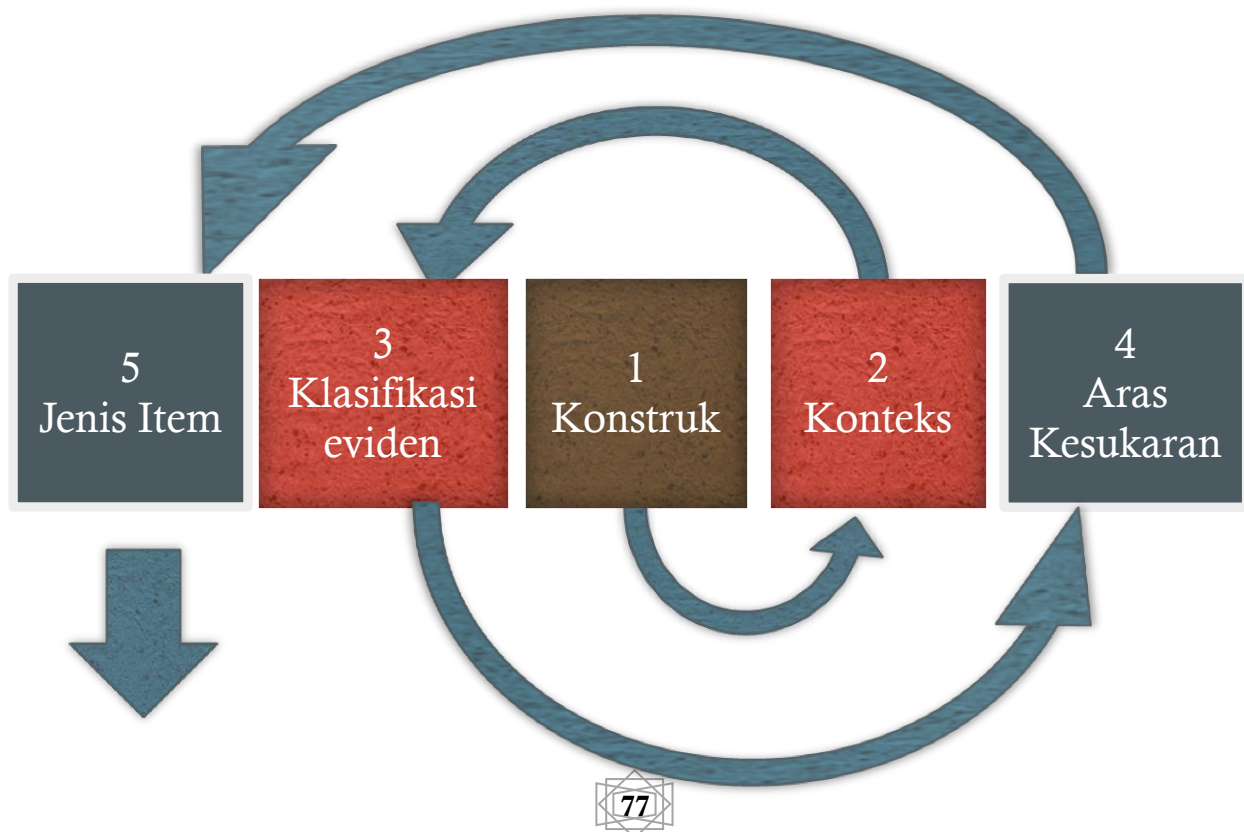 5
Jenis Item
3
Klasifikasi
eviden
1
Konstruk
2
Konteks
4
Aras
Kesukaran
77